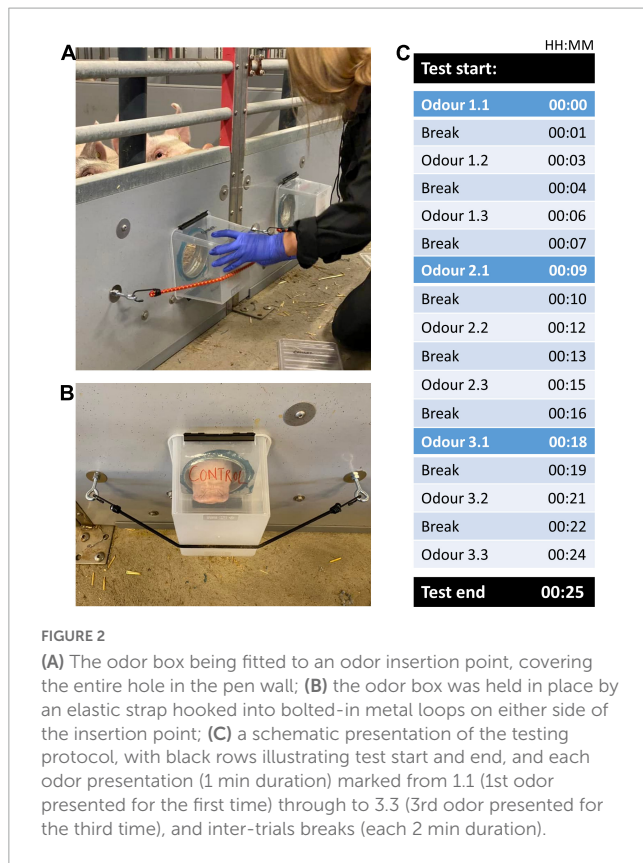 A
B
CONTROL
C
HH:MM
Test start:
Odour 1.1 00:00
Break 00:01
Odour 1.2 00:03
Break 00:04
Odour 1.3 00:06
Break 00:07
Odour 2.1 00:09
Break 00:10
Odour 2.2 00:12
Break 00:13
Odour 2.3 00:15
Break 00:16
Odour 3.1 00:18
Break 00:19
Odour 3.2 00:21
Break 00:22
Odour 3.3 00:24
Test end 00:25
FIGURE 2
(A) The odor box being fitted to an odor insertion point, covering
the entire hole in the pen wall; (B) the odor box was held in place by
an elastic strap hooked into bolted-in metal loops on either side of
the insertion point; (C) a schematic presentation of the testing
protocol, with black rows illustrating test start and end, and each
odor presentation (1 min duration) marked from 1.1 (1st odor
presented for the first time) through to 3.3 (3rd odor presented for
the third time), and inter-trials breaks (each 2 min duration).